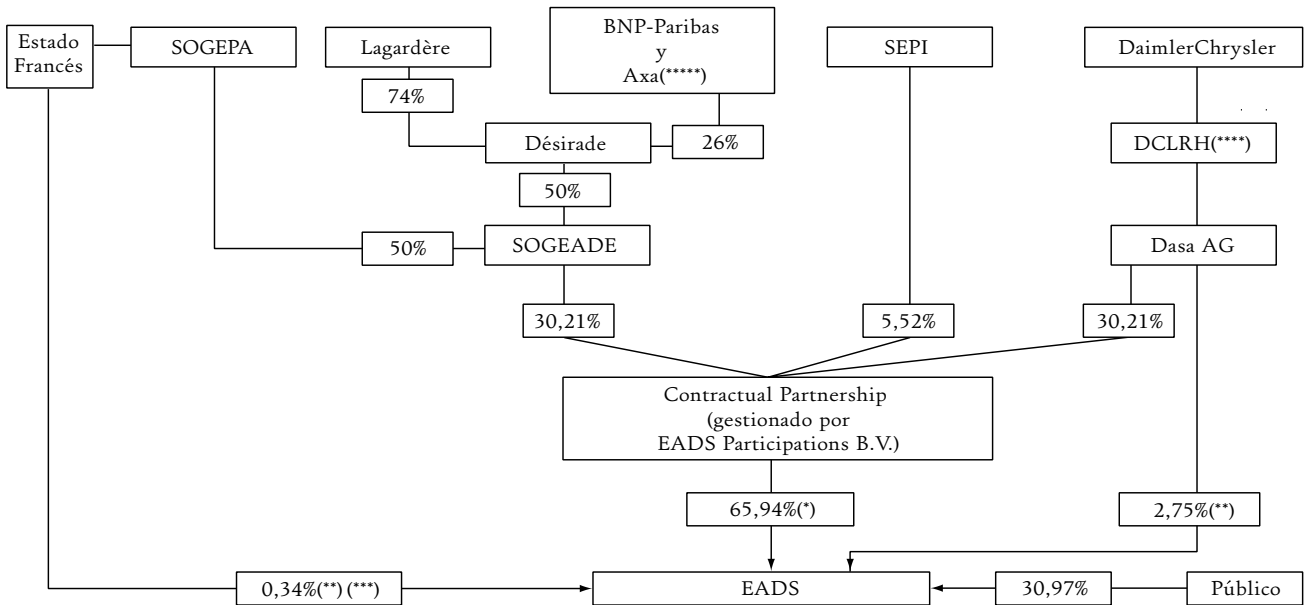 Estado
Francés
SOGEPA
Lagardère
BNP-Paribas
y
Axa(*****)
SEPI
DaimlerChrysler
74%
Désirade
26%
DCLRH(****)
50%
50%
SOGEADE
Dasa AG
30,21%
5,52%
30,21%
Contractual Partnership
(gestionado por
EADS Participations B.V.)
65,94%(*)
2,75%(**)
0,34%(**) (***)
EADS
30,97%
Público